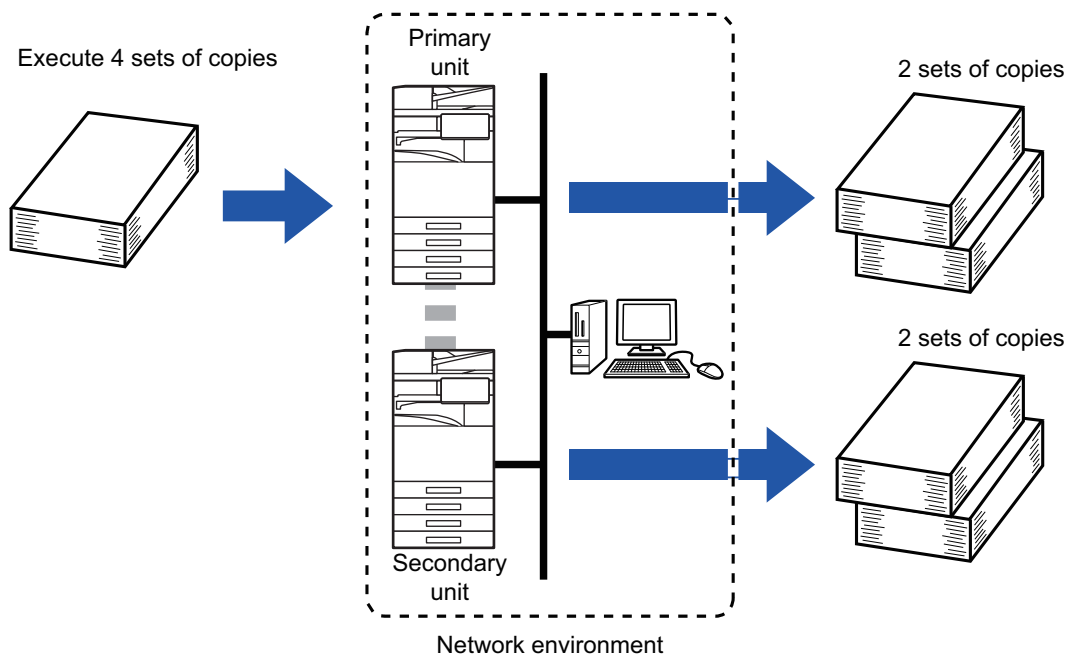 Execute 4 sets of copies
Primary
unit
2 sets of copies
2 sets of copies
Secondary
unit
Network environment